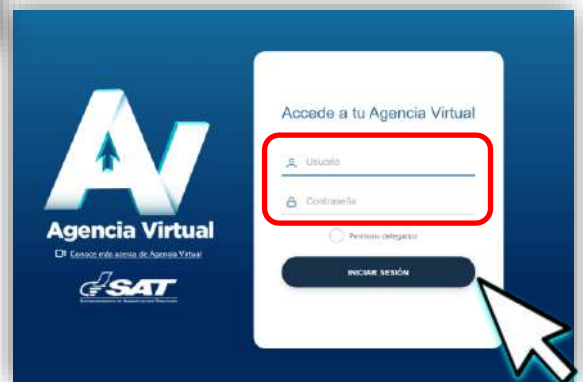 Accede a tu Agencia Virtual
Usuario
Contraseña
Permisos delegados
INICIAR SESIÓN
AV
Agencia Virtual
Conoce más acerca de Agencia Virtual
SAT